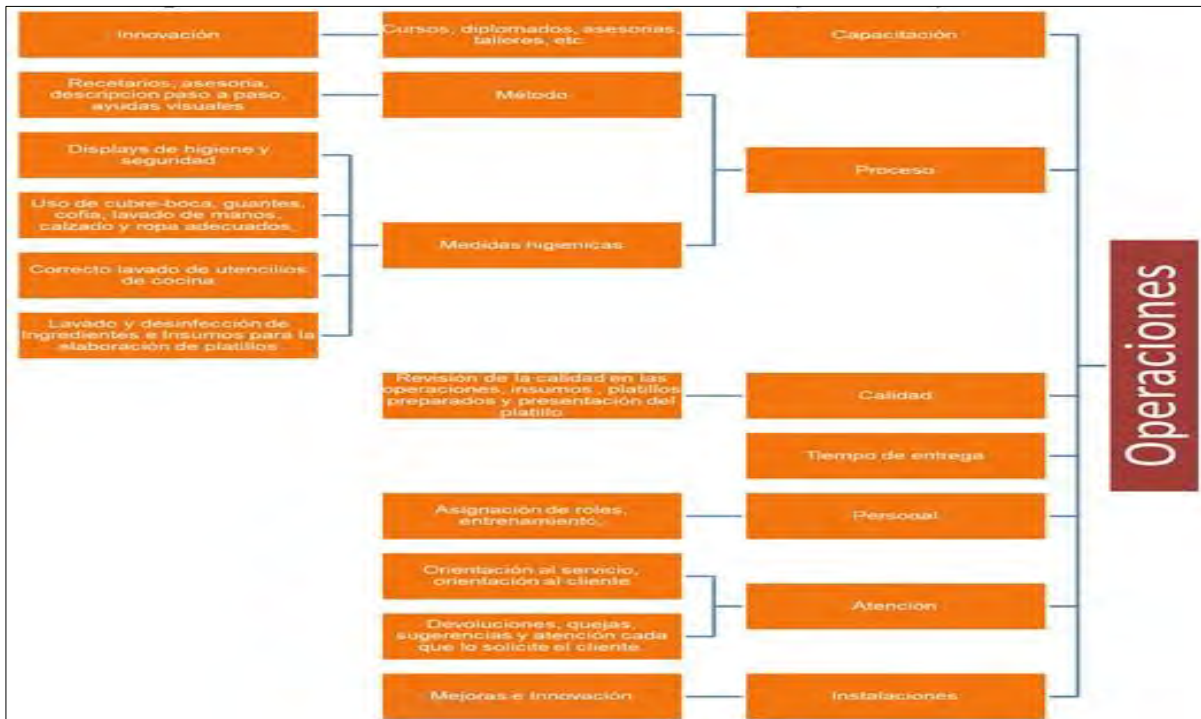 Innovación
Cursos, diplomados, asesorias,
talleres, etc
Capacitación
Recetarios, asesoria,
descripcion paso a paso,
ayudas visuales
Método
Displays de higiene y
seguridad
Proceso
Uso de cubre-boca, guantes,
cofia, lavado de manos,
calzado y ropa adecuados.
Medidas higienicas
Correcto lavado de utencilios
de cocina
Lavado y desinfección de
Ingredientes e Insumos para la
elaboración de platillos
Operaciones
Revisión de la calidad en las
operaciones, insumos , platillos
preparados y presentación del
platillo
Calidad
Tiempo de entrega
Asignación de roles,
entrenamiento,
Personal
Orientación al servicio,
orientación al cliente
Atención
Devoluciones, quejas,
sugerencias y atención cada
que lo solicite el cliente.
Mejoras e Innovación
Instalaciones